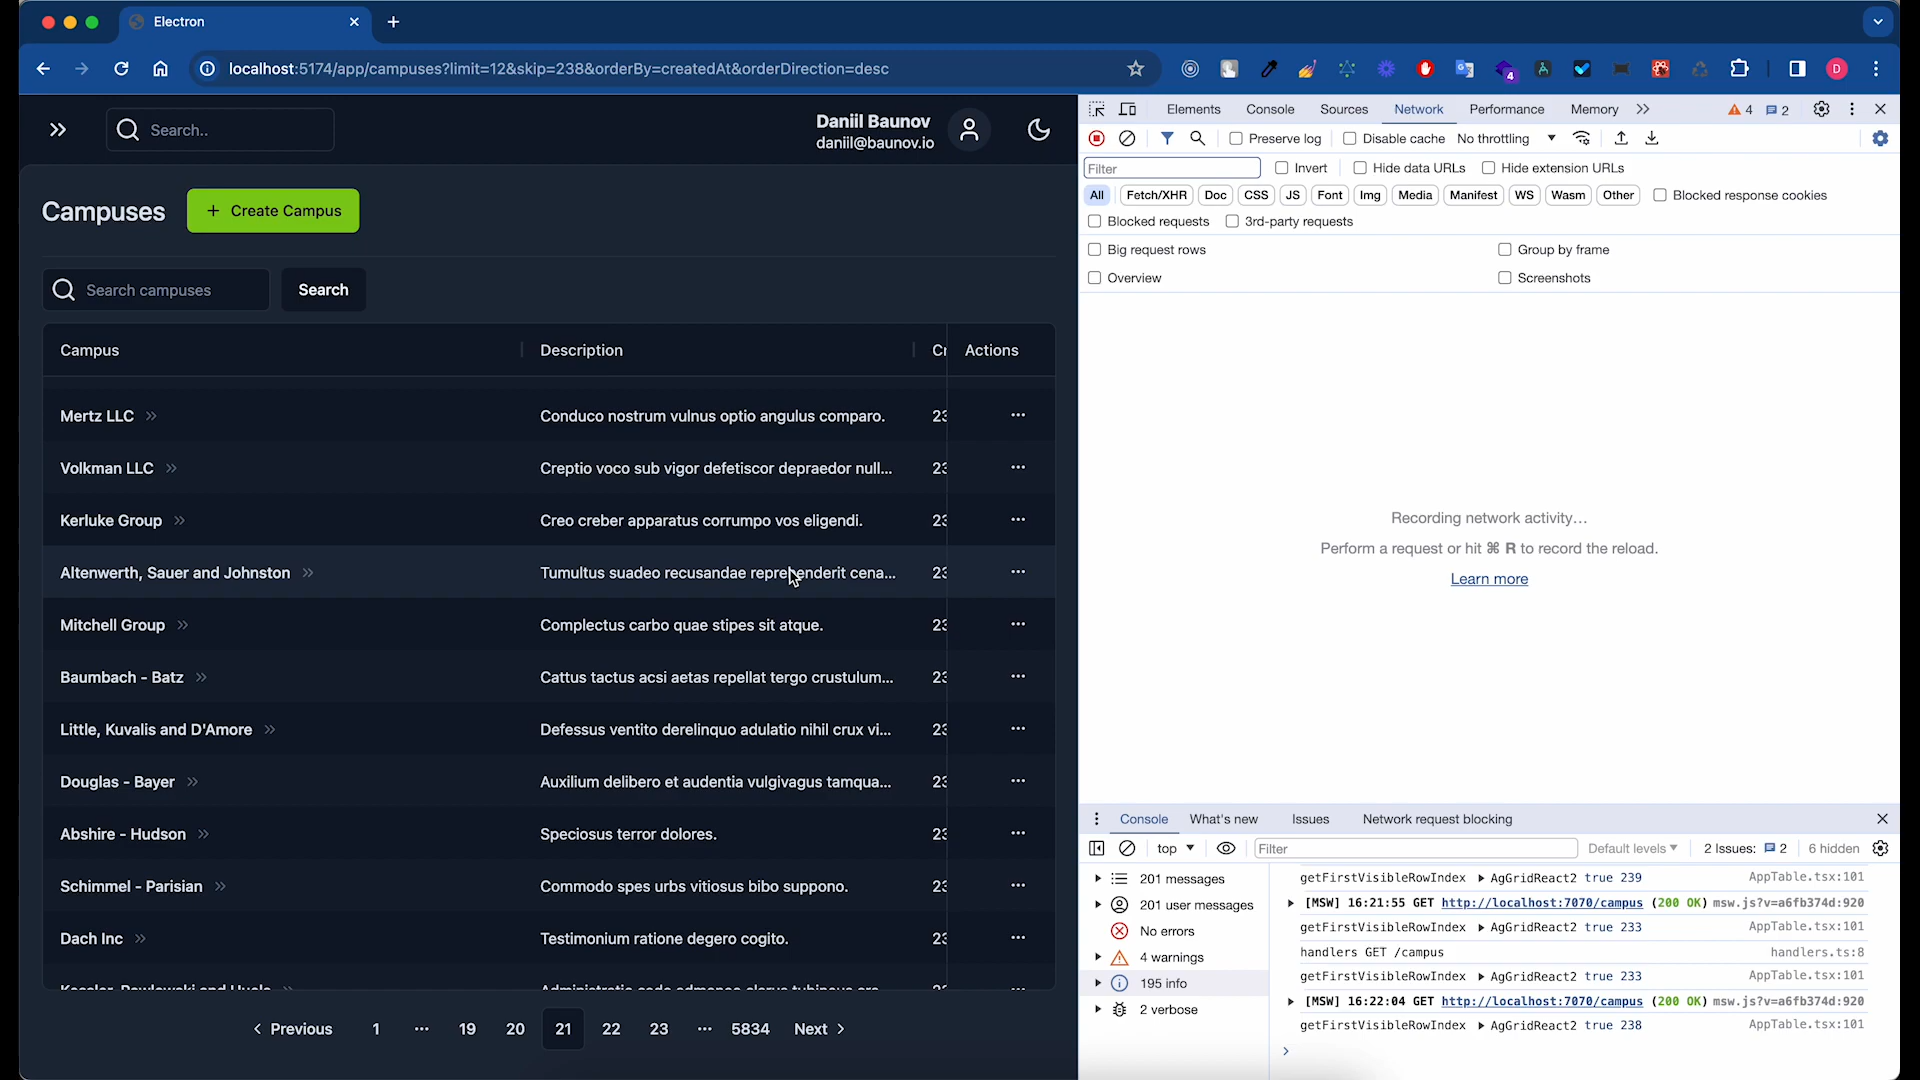 Electron
localhost:5174/app/campuses?limit=12&skip=238&orderBy=createdAt&orderDirection=desc
4
D
Search..
Daniil Baunov
daniil@baunov.io
Campuses
+ Create Campus
Search campuses
Search
Campus
Description
Cr
Actions
Mertz LLC
Conduco nostrum vulnus optio angulus comparo.
23
Volkman LLC
Creptio voco sub vigor defetiscor depraedor null...
23
Kerluke Group
Creo creber apparatus corrumpo vos eligendi.
23
Altenwerth, Sauer and Johnston
Tumultus suadeo recusandae reprehenderit cena...
23
Mitchell Group
Complectus carbo quae stipes sit atque.
23
Baumbach - Batz
Cattus tactus acsi aetas repellat tergo crustulum...
23
Little, Kuvalis and D'Amore
Defessus ventito derelinquo adulatio nihil crux vi...
23
Douglas - Bayer
Auxilium delibero et audentia vulgivagus tamqua...
23
Abshire - Hudson
Speciosus terror dolores.
23
Schimmel - Parisian
Commodo spes urbs vitiosus bibo suppono.
23
Dach Inc
Testimonium ratione degero cogito.
23
Previous
1
...
19
20
21
22
23
...
5834
Next
Elements
Console
Sources
Network
Performance
Memory
4
2
Preserve log
Disable cache
No throttling
Filter
Invert
Hide data URLs
Hide extension URLs
All
Fetch/XHR
Doc
CSS
JS
Font
Img
Media
Manifest
WS
Wasm
Other
Blocked response cookies
Blocked requests
3rd-party requests
Big request rows
Group by frame
Overview
Screenshots
Recording network activity…
Perform a request or hit ⌘ R to record the reload.
Learn more
Console
What's new
Issues
Network request blocking
top
Filter
Default levels
2 Issues:
2
6 hidden
201 messages
201 user messages
No errors
4 warnings
195 info
2 verbose
getFirstVisibleRowIndex AgGridReact2 true 239 AppTable.tsx:101
[MSW] 16:21:55 GET http://localhost:7070/campus (200 OK) msw.js?v=a6fb374d:920
getFirstVisibleRowIndex AgGridReact2 true 233 AppTable.tsx:101
handlers GET /campus handlers.ts:8
getFirstVisibleRowIndex AgGridReact2 true 233 AppTable.tsx:101
[MSW] 16:22:04 GET http://localhost:7070/campus (200 OK) msw.js?v=a6fb374d:920
getFirstVisibleRowIndex AgGridReact2 true 238 AppTable.tsx:101